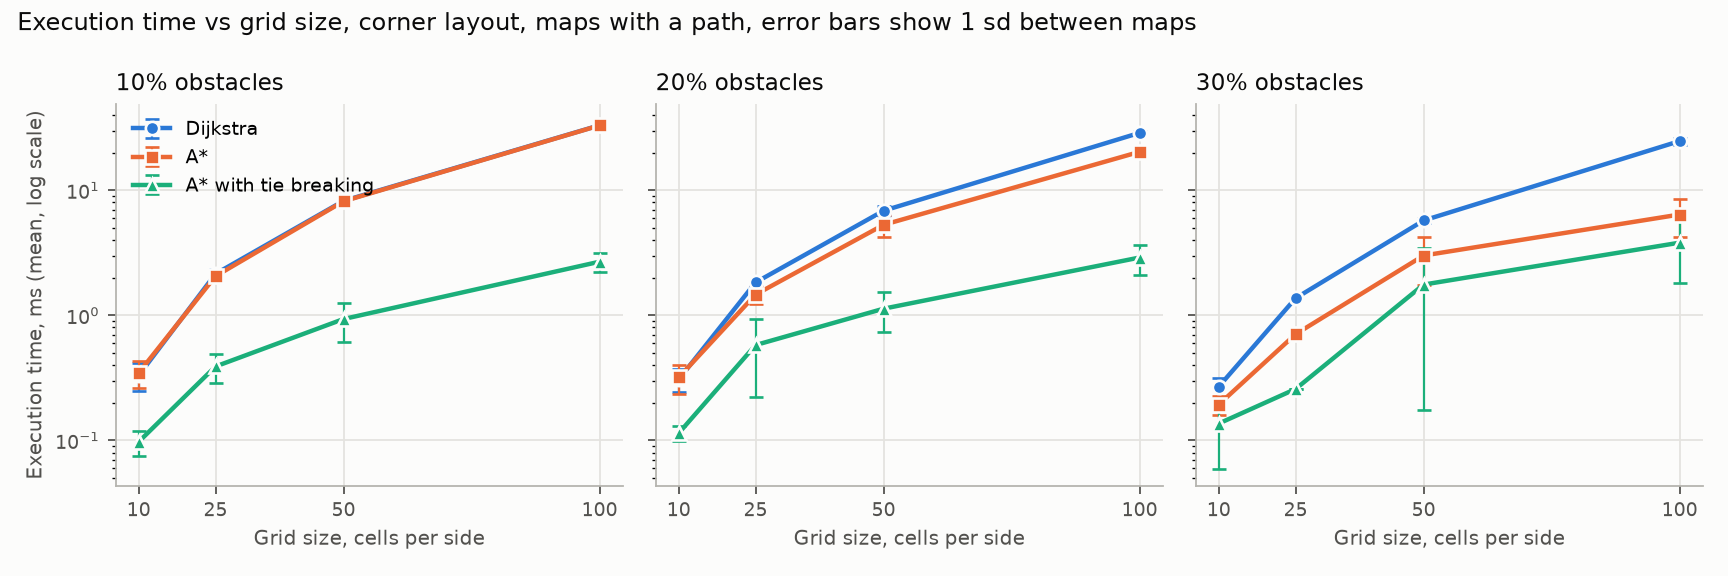 Execution time vs grid size, corner layout, maps with a path, error bars show 1 sd between maps
10% obstacles
20% obstacles
30% obstacles
Execution time, ms (mean, log scale)
Dijkstra
A*
A* with tie breaking
10¹
10⁰
10⁻¹
10 25 50 100
10 25 50 100
10 25 50 100
Grid size, cells per side
Grid size, cells per side
Grid size, cells per side